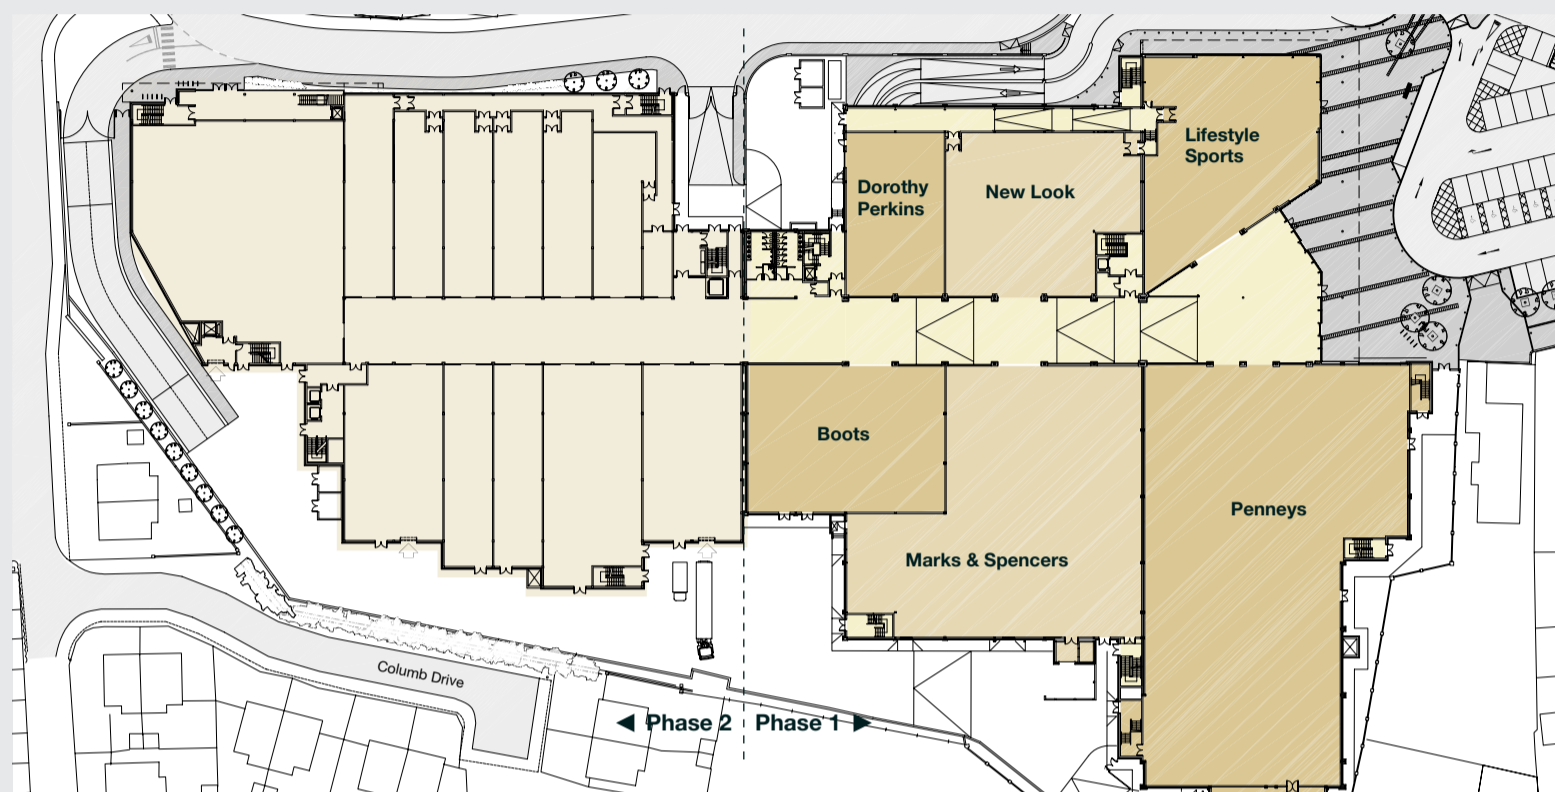 Lifestyle
Sports
Dorothy
Perkins
New Look
Boots
Penneys
Marks & Spencers
Columb Drive
◄ Phase 2 Phase 1 ►